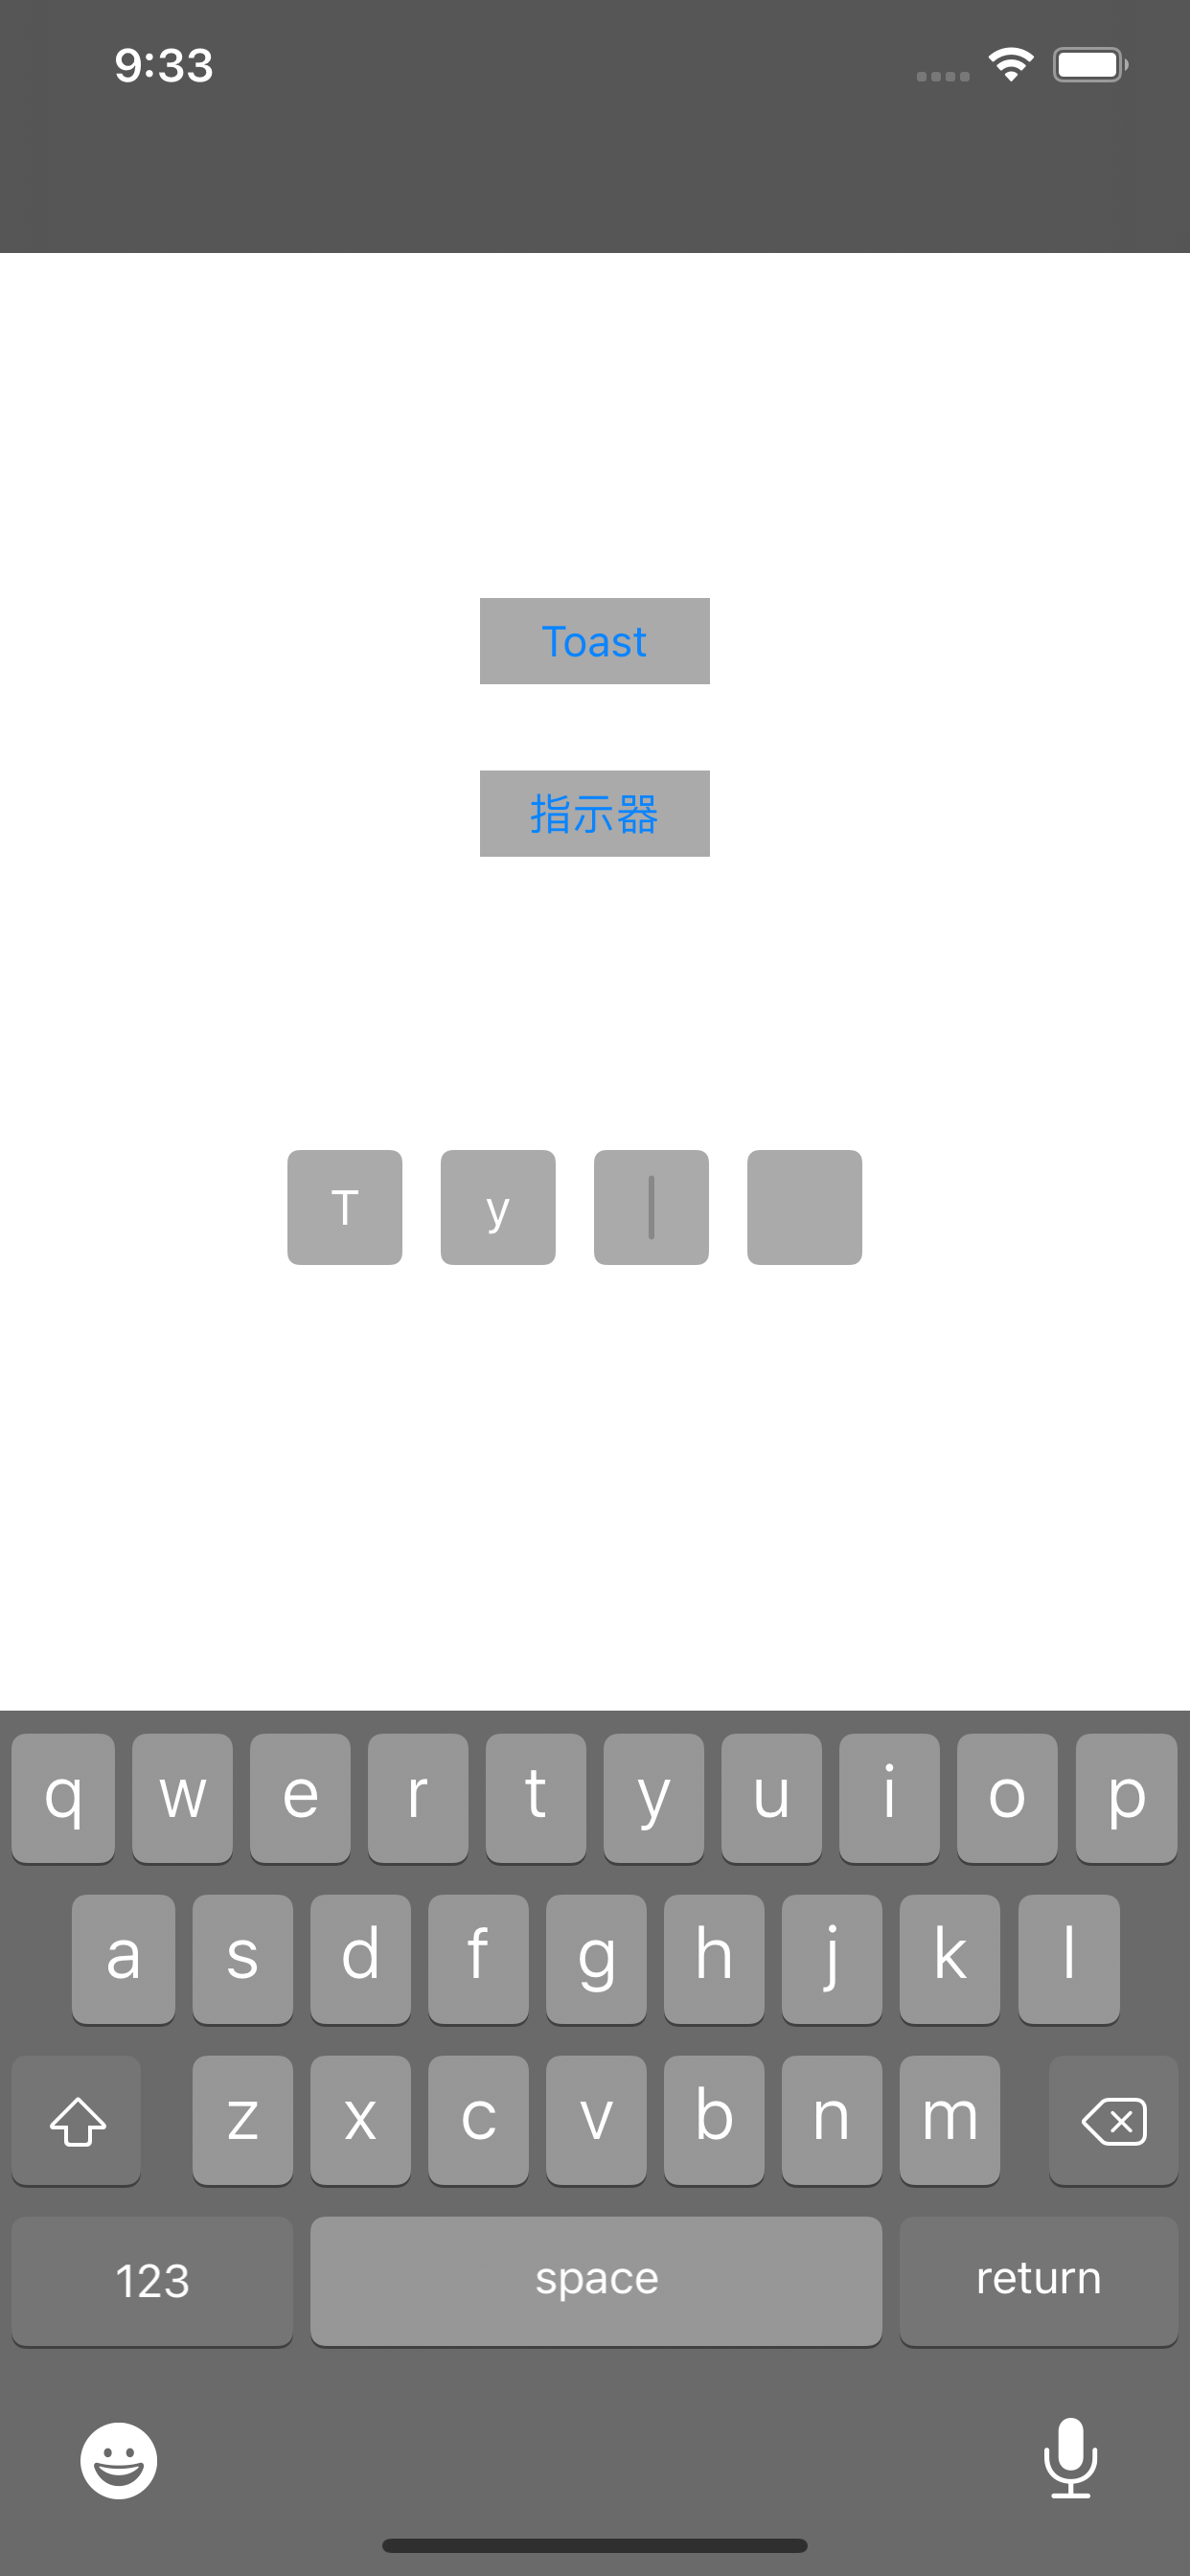 9:33
Toast
指示器
T y
q w e r t y u i o p
a s d f g h j k l
z x c v b n m
123 space return